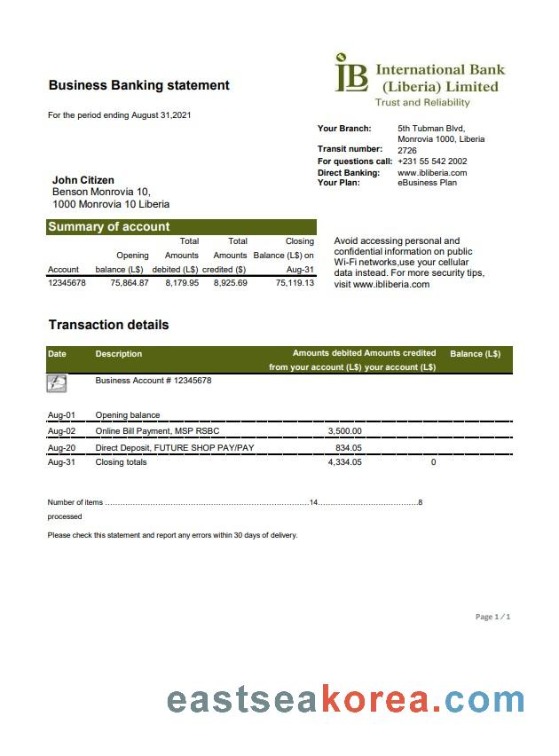 Business Banking statement
For the period ending August 31,2021
iB International Bank
(Liberia) Limited
Trust and Reliability
Your Branch: 5th Tubman Blvd,
Monrovia 1000, Liberia
Transit number: 2726
For questions call: +231 55 542 2002
Direct Banking: www.ibliberia.com
Your Plan: eBusiness Plan
John Citizen
Benson Monrovia 10,
1000 Monrovia 10 Liberia
Summary of account
Total Total Closing
Opening Amounts Amounts Balance (L$) on
Account balance (L$) debited (L$) credited ($) Aug-31
12345678 75,864.87 8,179.95 8,925.69 75,119.13
Avoid accessing personal and
confidential information on public
Wi-Fi networks,use your cellular
data instead. For more security tips,
visit www.ibliberia.com
Transaction details
Date Description Amounts debited Amounts credited Balance (L$)
from your account (L$) your account (L$)
Business Account # 12345678
Aug-01 Opening balance
Aug-02 Online Bill Payment, MSP RSBC 3,500.00
Aug-20 Direct Deposit, FUTURE SHOP PAY/PAY 834.05
Aug-31 Closing totals 4,334.05 0
Number of items ……………………………………………………………………14………………………………8
processed
Please check this statement and report any errors within 30 days of delivery.
Page 1 / 1
eastseakorea.com